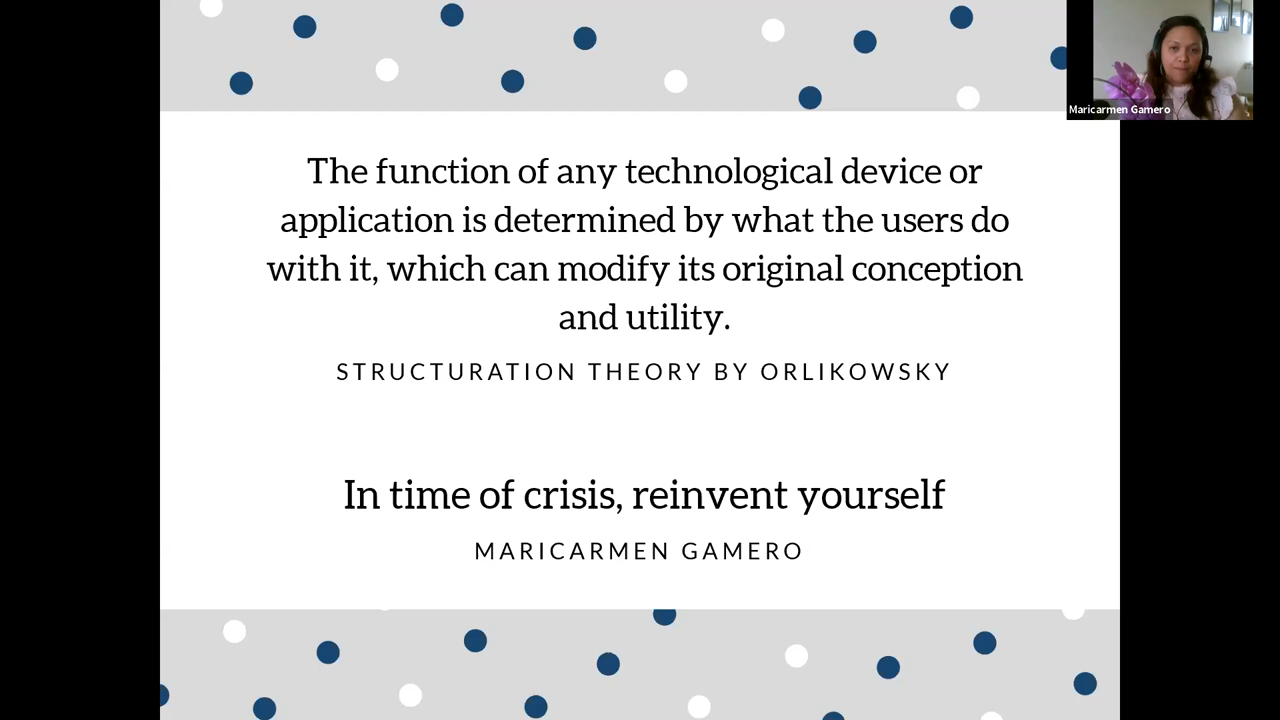 Maricarmen Gamero
The function of any technological device or
application is determined by what the users do
with it, which can modify its original conception
and utility.
STRUCTURATION THEORY BY ORLIKOWSKY
In time of crisis, reinvent yourself
MARICARMEN GAMERO